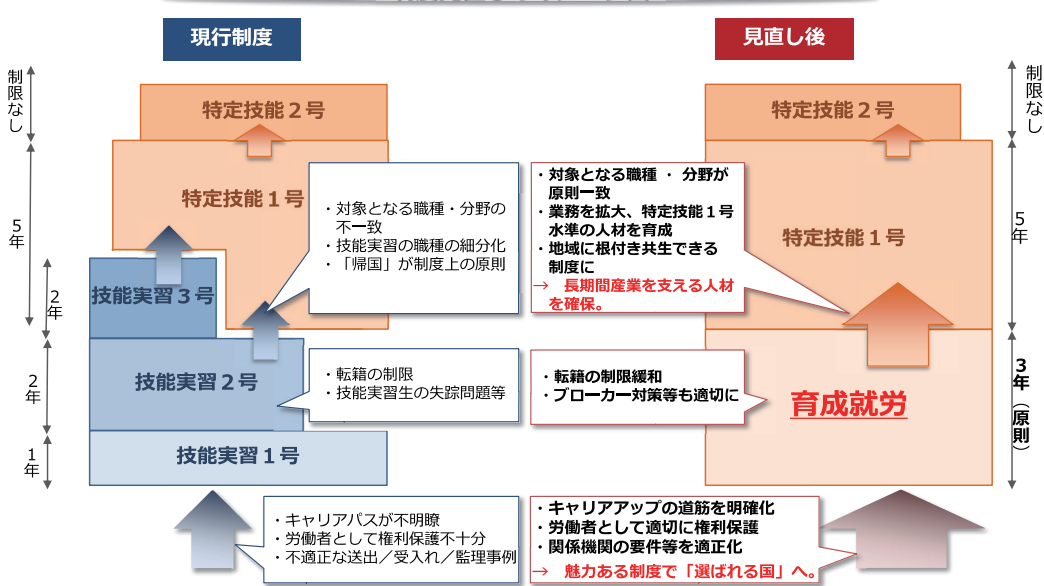 現行制度
見直し後
制限なし
特定技能２号
特定技能１号
5年
・対象となる職種・分野の
不一致
・技能実習の職種の細分化
・「帰国」が制度上の原則
技能実習３号
2年
技能実習２号
2年
・転籍の制限
・技能実習生の失踪問題等
技能実習１号
1年
・キャリアパスが不明瞭
・労働者として権利保護不十分
・不適正な送出／受入れ／監理事例
制限なし
特定技能２号
・対象となる職種 ・ 分野が
原則一致
・業務を拡大、特定技能１号
水準の人材を育成
・地域に根付き共生できる
制度に
→ 長期間産業を支える人材
を確保。
特定技能１号
5年
・転籍の制限緩和
・ブローカー対策等も適切に
育成就労
3年（原則）
・キャリアアップの道筋を明確化
・労働者として適切に権利保護
・関係機関の要件等を適正化
→ 魅力ある制度で「選ばれる国」へ。